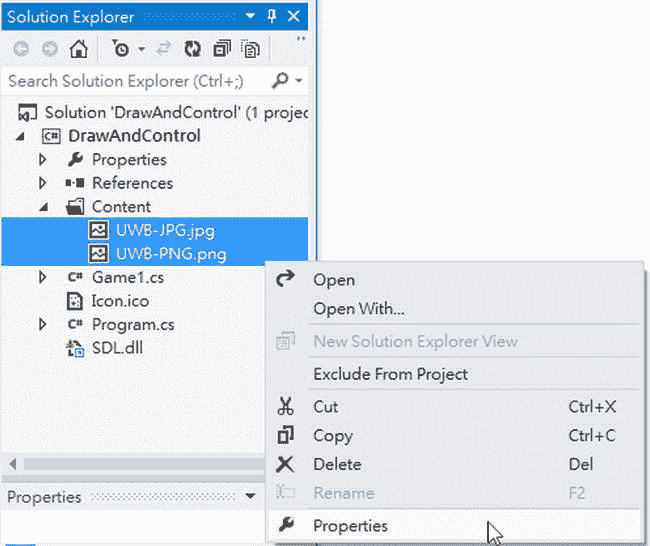 Solution Explorer
Search Solution Explorer (Ctrl+;)
Solution 'DrawAndControl' (1 projec
C# DrawAndControl
Properties
References
Content
UWB-JPG.jpg
UWB-PNG.png
C# Game1.cs
Icon.ico
C# Program.cs
SDL.dll
Properties
Open
Open With...
New Solution Explorer View
Exclude From Project
Cut Ctrl+X
Copy Ctrl+C
Delete Del
Rename F2
Properties